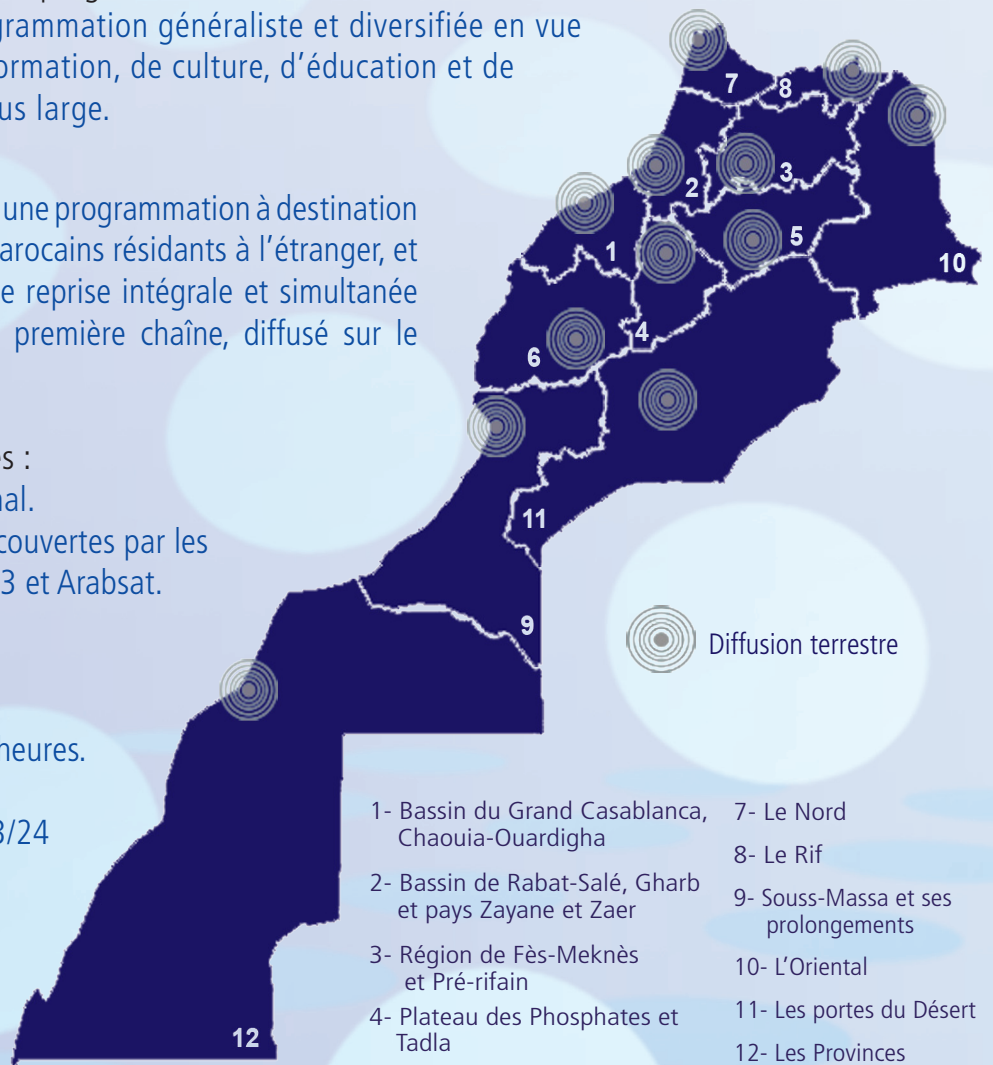 grammation généraliste et diversifiée en vue
ormation, de culture, d'éducation et de
us large.
une programmation à destination
arocains résidants à l'étranger, et
e reprise intégrale et simultanée
première chaîne, diffusé sur le
es :
nal.
couvertes par les
3 et Arabsat.
heures.
3/24
7
8
3
2
5
1
10
4
6
11
9
12
Diffusion terrestre
1- Bassin du Grand Casablanca,
Chaouia-Ouardigha
2- Bassin de Rabat-Salé, Gharb
et pays Zayane et Zaer
3- Région de Fès-Meknès
et Pré-rifain
4- Plateau des Phosphates et
Tadla
7- Le Nord
8- Le Rif
9- Souss-Massa et ses
prolongements
10- L'Oriental
11- Les portes du Désert
12- Les Provinces